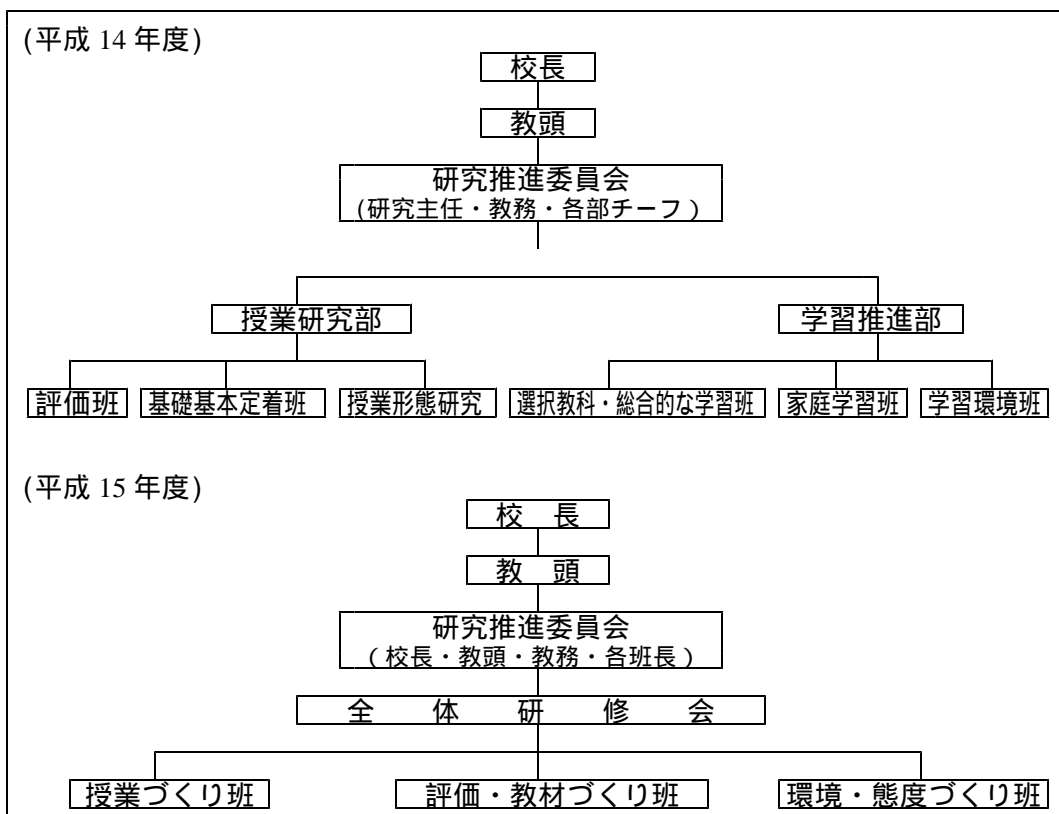 (平成 14 年度)
校長
教頭
研究推進委員会
(研究主任・教務・各部チーフ)
授業研究部 学習推進部
評価班 基礎基本定着班 授業形態研究 選択教科・総合的な学習班 家庭学習班 学習環境班
(平成 15 年度)
校 長
教 頭
研究推進委員会
(校長・教頭・教務・各班長)
全 体 研 修 会
授業づくり班 評価・教材づくり班 環境・態度づくり班